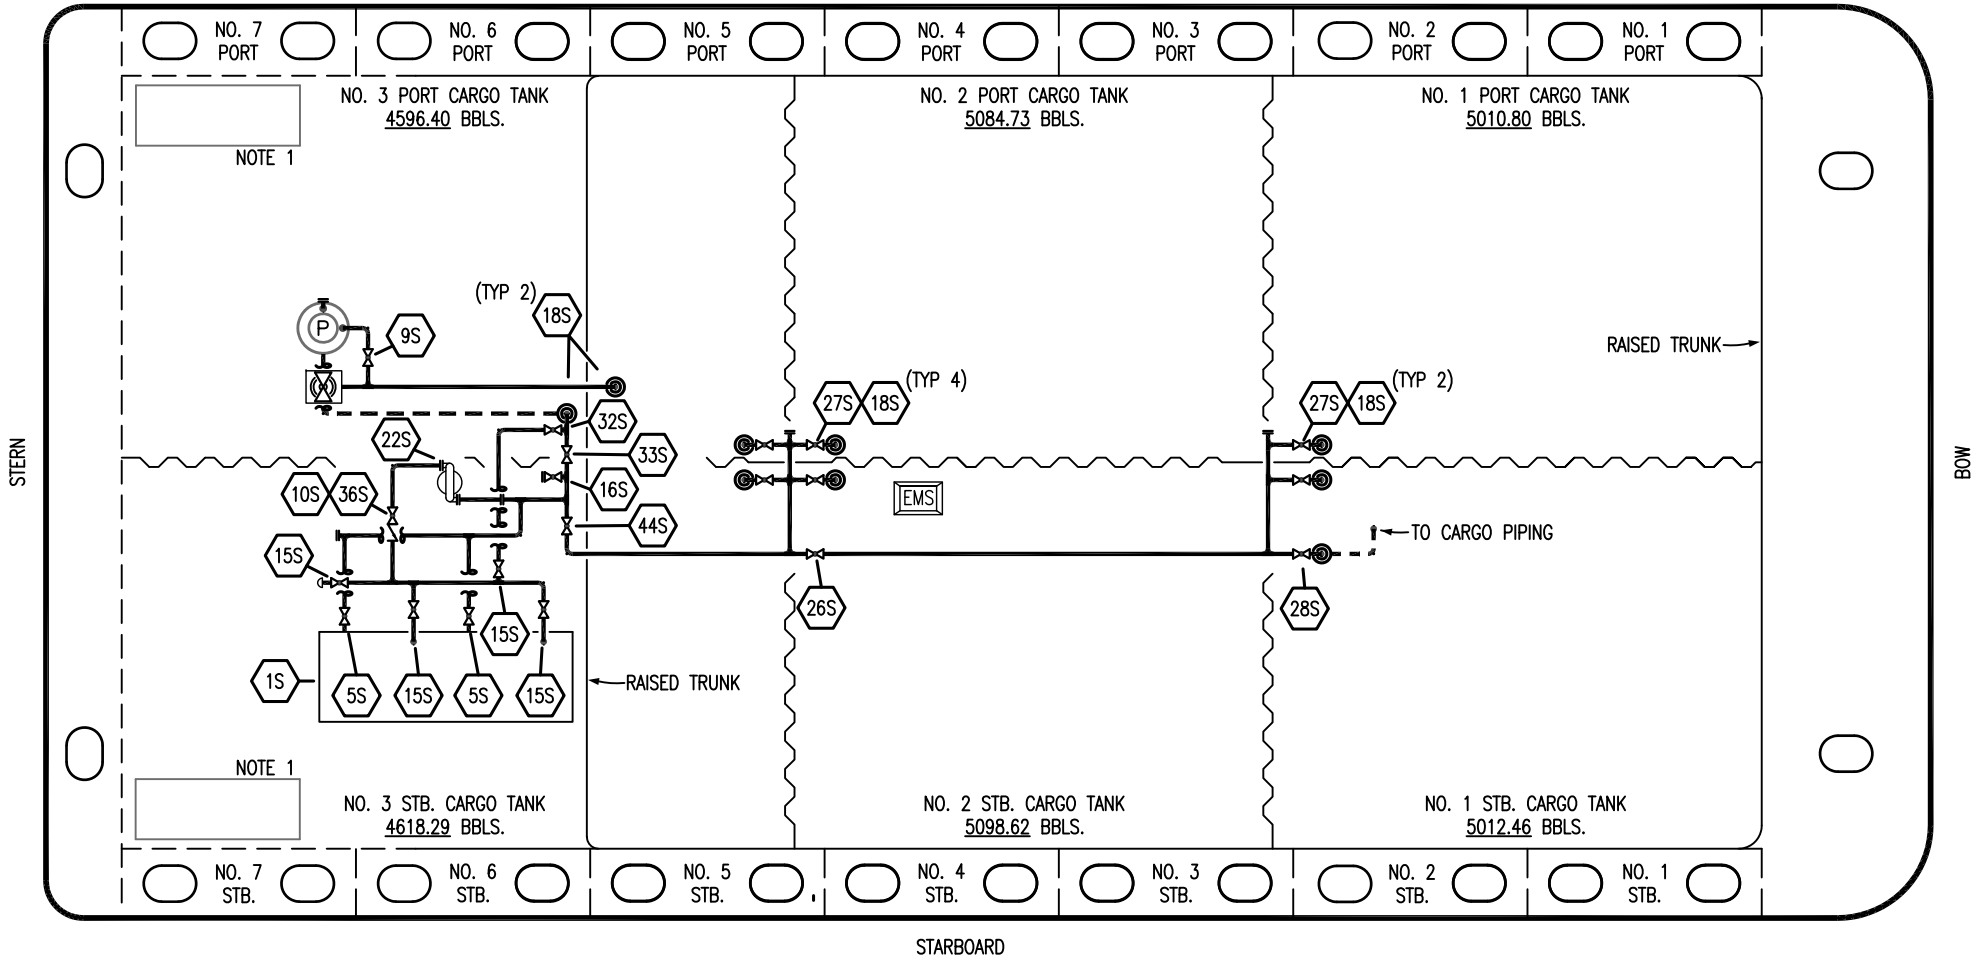 NO. 7 PORT
NO. 6 PORT
NO. 5 PORT
NO. 4 PORT
NO. 3 PORT
NO. 2 PORT
NO. 1 PORT
NO. 3 PORT CARGO TANK
4596.40 BBLS.
NO. 2 PORT CARGO TANK
5084.73 BBLS.
NO. 1 PORT CARGO TANK
5010.80 BBLS.
NOTE 1
(TYP 2)
18S
P
9S
RAISED TRUNK
(TYP 4)
27S
18S
(TYP 2)
27S
18S
32S
22S
33S
STERN
BOW
10S
36S
16S
EMS
44S
TO CARGO PIPING
15S
26S
28S
15S
1S
5S
15S
5S
15S
RAISED TRUNK
NOTE 1
NO. 3 STB. CARGO TANK
4618.29 BBLS.
NO. 2 STB. CARGO TANK
5098.62 BBLS.
NO. 1 STB. CARGO TANK
5012.46 BBLS.
NO. 7 STB.
NO. 6 STB.
NO. 5 STB.
NO. 4 STB.
NO. 3 STB.
NO. 2 STB.
NO. 1 STB.
STARBOARD